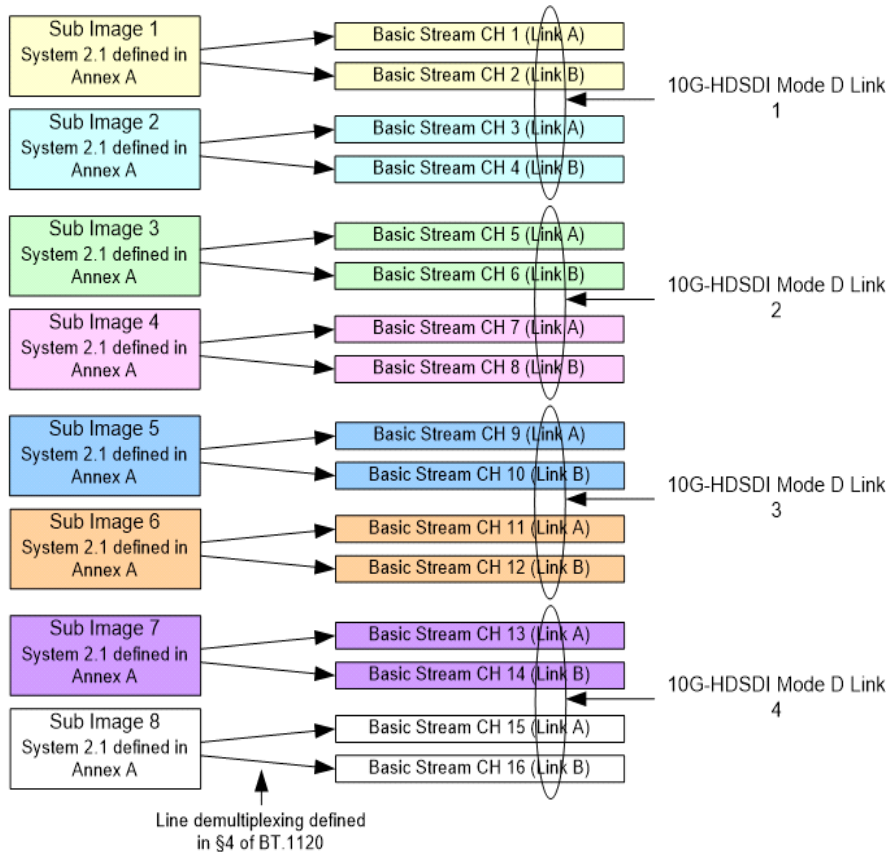 Sub Image 1
System 2.1 defined in
Annex A
Basic Stream CH 1 (Link A)
Basic Stream CH 2 (Link B)
10G-HDSDI Mode D Link
1
Sub Image 2
System 2.1 defined in
Annex A
Basic Stream CH 3 (Link A)
Basic Stream CH 4 (Link B)
Sub Image 3
System 2.1 defined in
Annex A
Basic Stream CH 5 (Link A)
Basic Stream CH 6 (Link B)
10G-HDSDI Mode D Link
2
Sub Image 4
System 2.1 defined in
Annex A
Basic Stream CH 7 (Link A)
Basic Stream CH 8 (Link B)
Sub Image 5
System 2.1 defined in
Annex A
Basic Stream CH 9 (Link A)
Basic Stream CH 10 (Link B)
10G-HDSDI Mode D Link
3
Sub Image 6
System 2.1 defined in
Annex A
Basic Stream CH 11 (Link A)
Basic Stream CH 12 (Link B)
Sub Image 7
System 2.1 defined in
Annex A
Basic Stream CH 13 (Link A)
Basic Stream CH 14 (Link B)
10G-HDSDI Mode D Link
4
Sub Image 8
System 2.1 defined in
Annex A
Basic Stream CH 15 (Link A)
Basic Stream CH 16 (Link B)
Line demultiplexing defined
in §4 of BT.1120